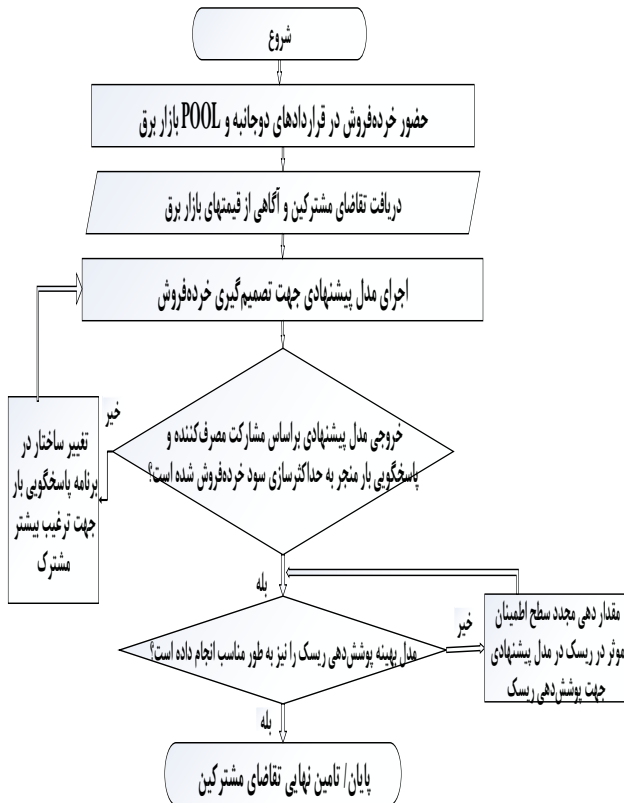 شروع
حضور خرده‌فروش در قراردادهای دوجانبه و POOL بازار برق
دریافت تقاضای مشترکین و آگاهی از قیمتهای بازار برق
اجرای مدل پیشنهادی جهت تصمیم‌گیری خرده‌فروش
خروجی مدل پیشنهادی براساس مشارکت مصرف‌کننده و
پاسخگویی بار منجر به حداکثرسازی سود خرده‌فروش شده است؟
خیر
تغییر ساختار در
برنامه پاسخگویی بار
جهت ترغیب بیشتر
مشترک
بله
مدل بهینه پوشش‌دهی ریسک را نیز به طور مناسب انجام داده است؟
خیر
مقدار دهی مجدد سطح اطمینان
موثر در ریسک در مدل پیشنهادی
جهت پوشش‌دهی ریسک
بله
پایان/ تامین نهایی تقاضای مشترکین